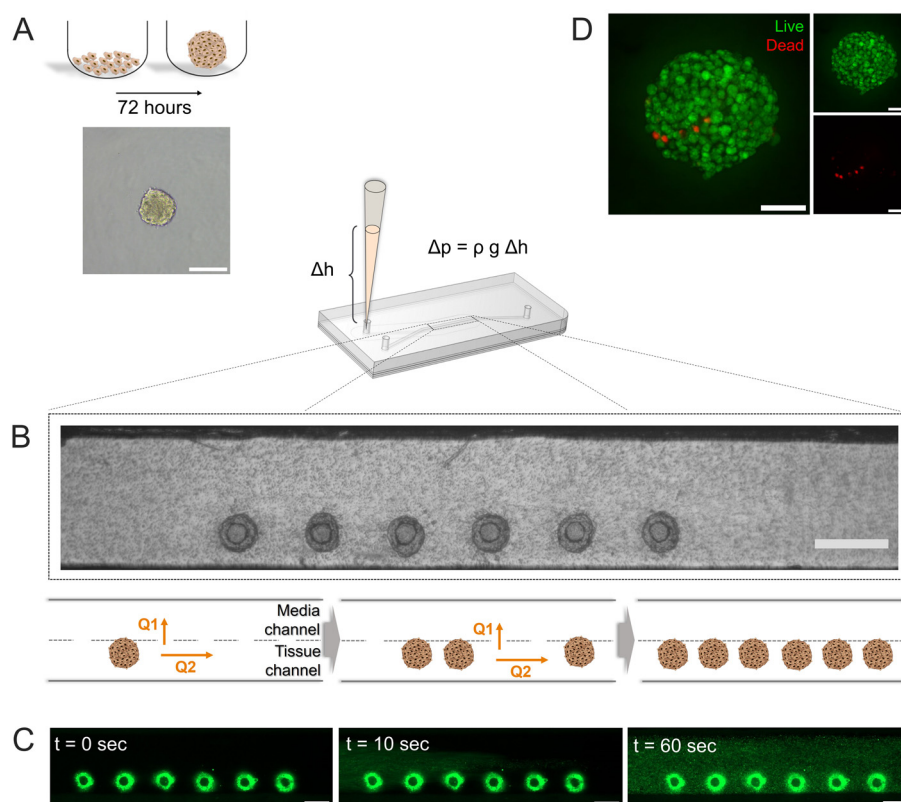 A
72 hours
D
Live
Dead
Δh
Δp = ρ g Δh
B
Q1
Q2
Media
channel
Tissue
channel
Q1
Q2
C
t = 0 sec
t = 10 sec
t = 60 sec